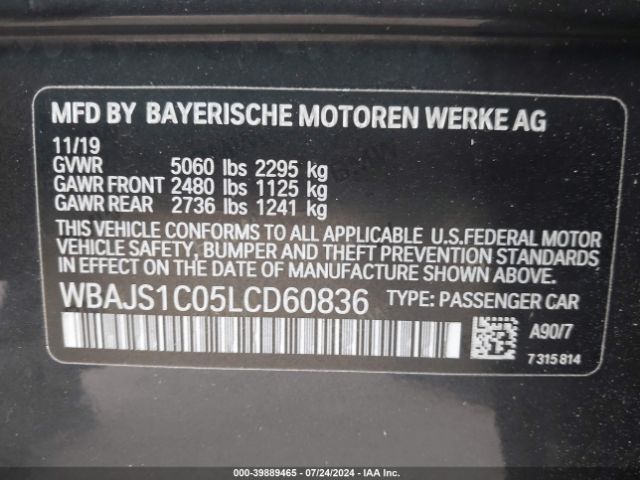 MFD BY BAYERISCHE MOTOREN WERKE AG
11/19
GVWR 5060 lbs 2295 kg
GAWR FRONT 2480 lbs 1125 kg
GAWR REAR 2736 lbs 1241 kg
THIS VEHICLE CONFORMS TO ALL APPLICABLE U.S.FEDERAL MOTOR
VEHICLE SAFETY, BUMPER AND THEFT PREVENTION STANDARDS
IN EFFECT ON THE DATE OF MANUFACTURE SHOWN ABOVE.
WBAJS1C05LCD60836 TYPE: PASSENGER CAR
A90/7
7315814
000-39889465 - 07/24/2024 - IAA Inc.